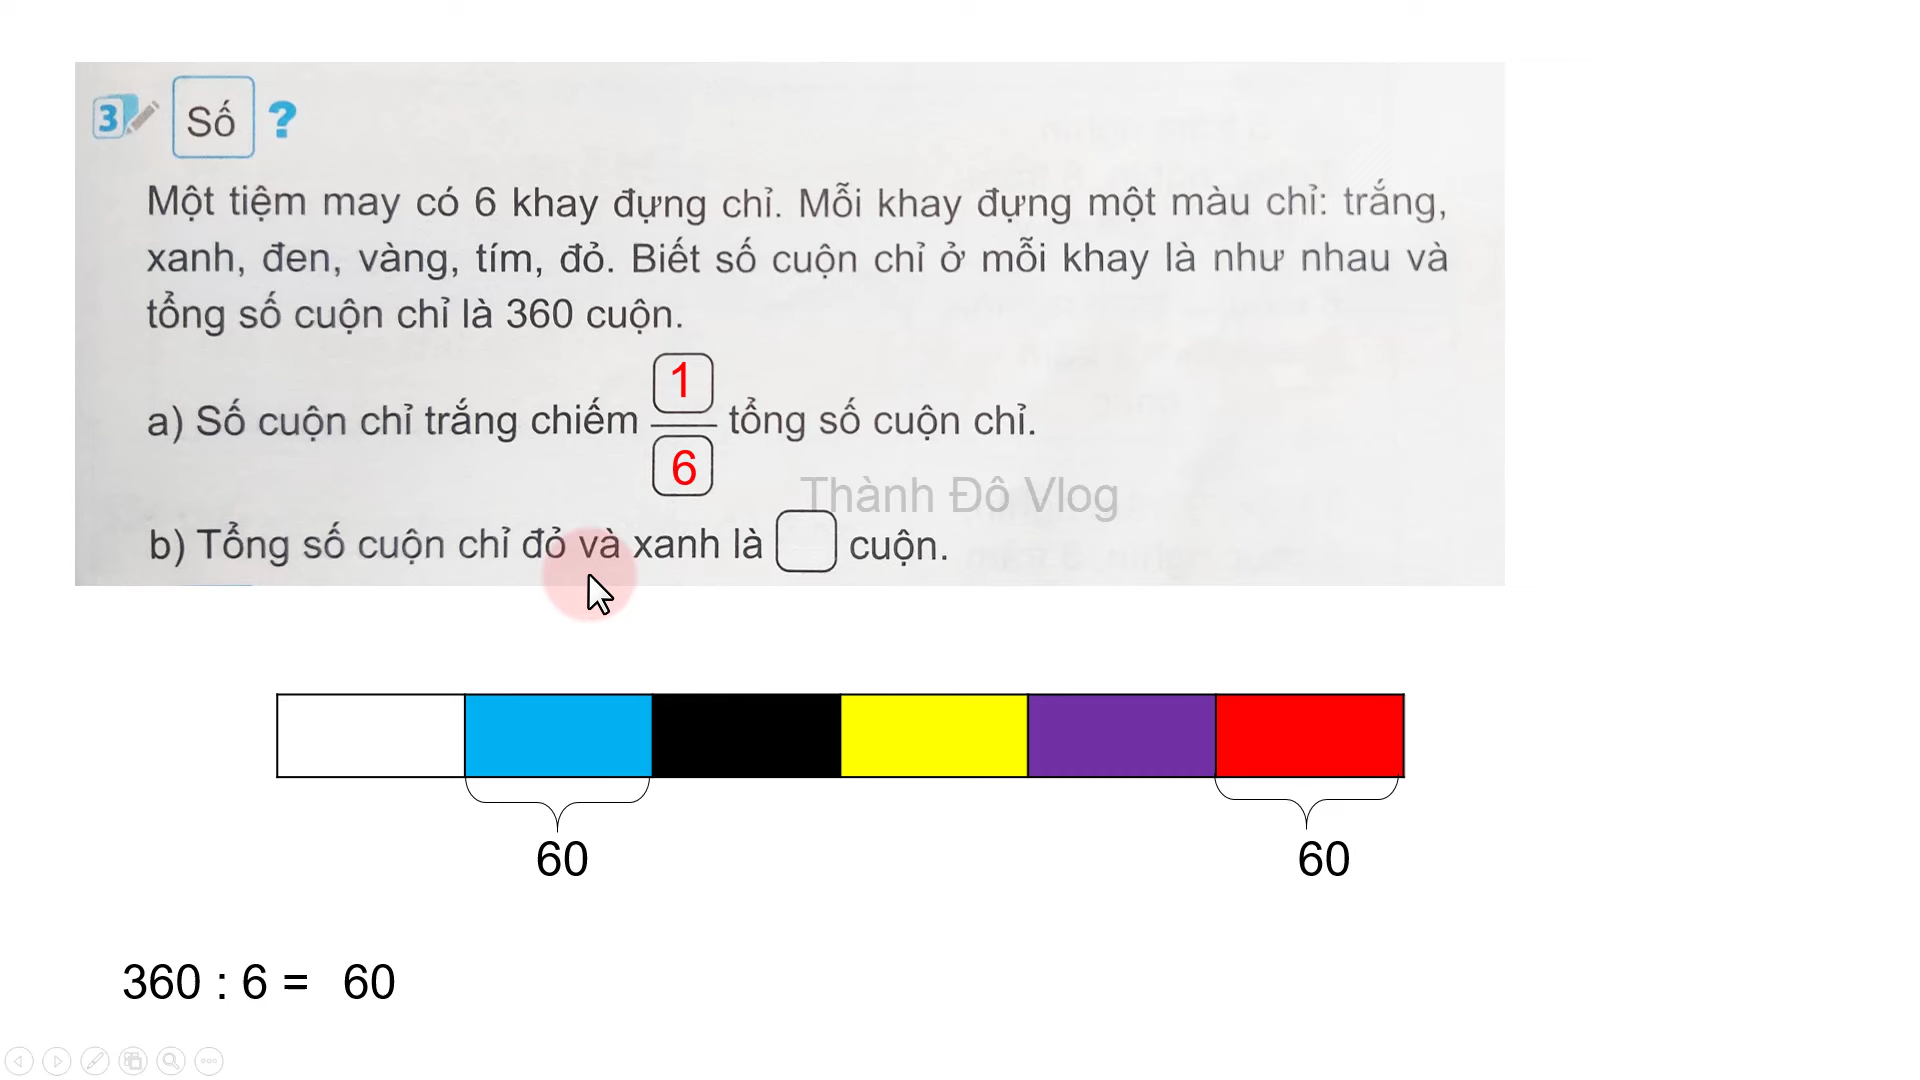 3 Số ?
Một tiệm may có 6 khay đựng chỉ. Mỗi khay đựng một màu chỉ: trắng,
xanh, đen, vàng, tím, đỏ. Biết số cuộn chỉ ở mỗi khay là như nhau và
tổng số cuộn chỉ là 360 cuộn.
1
a) Số cuộn chỉ trắng chiếm tổng số cuộn chỉ.
6
Thành Đô Vlog
b) Tổng số cuộn chỉ đỏ và xanh là cuộn.
60 60
360 : 6 = 60